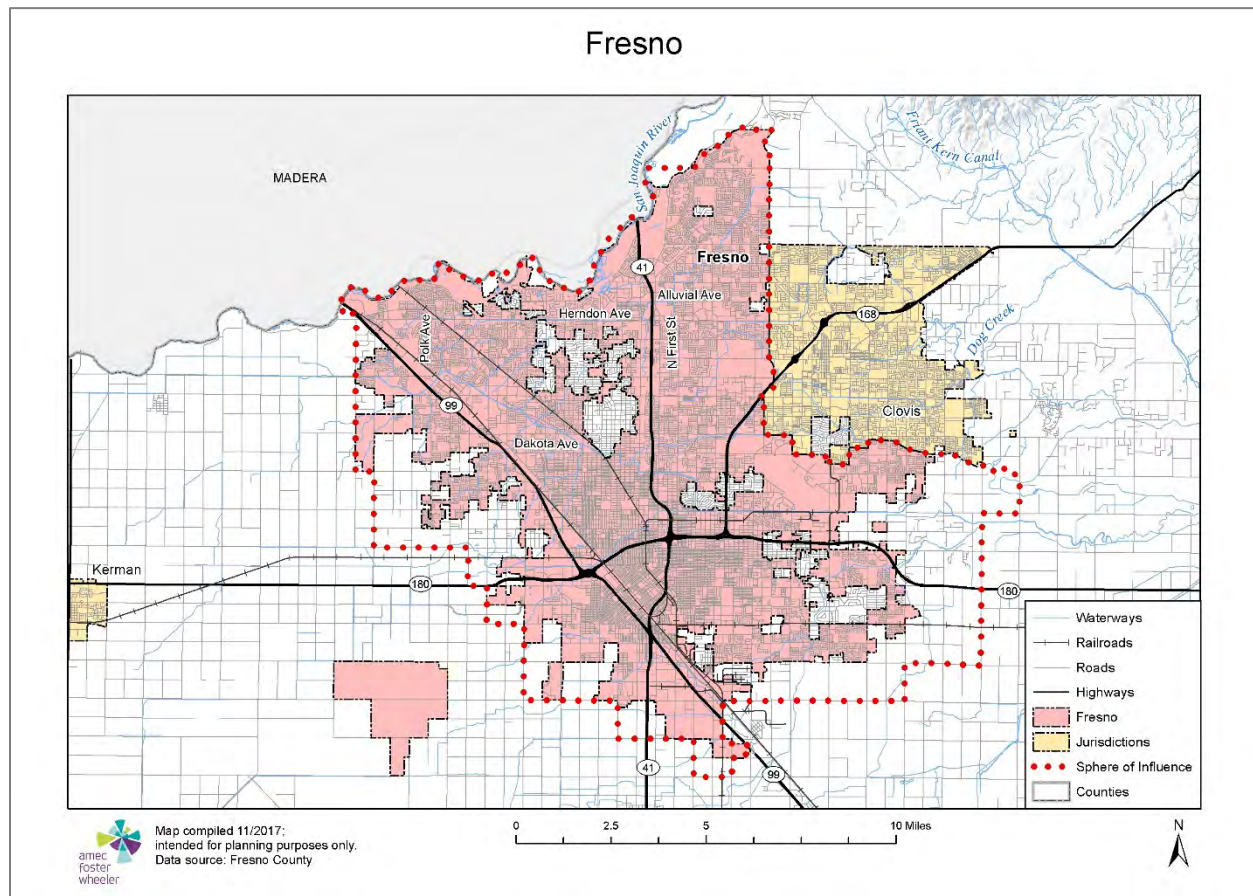 Fresno
San Joaquin River
Friant Kern Canal
MADERA
41
Fresno
Alluvial Ave
Herndon Ave
Polk Ave
N First St
168
Dog Creek
99
Clovis
Dakota Ave
Kerman
180
180
Waterways
Railroads
Roads
Highways
Fresno
Jurisdictions
Sphere of Influence
Counties
41
99
amec
foster
wheeler
Map compiled 11/2017;
intended for planning purposes only.
Data source: Fresno County
0 2.5 5 10 Miles
N